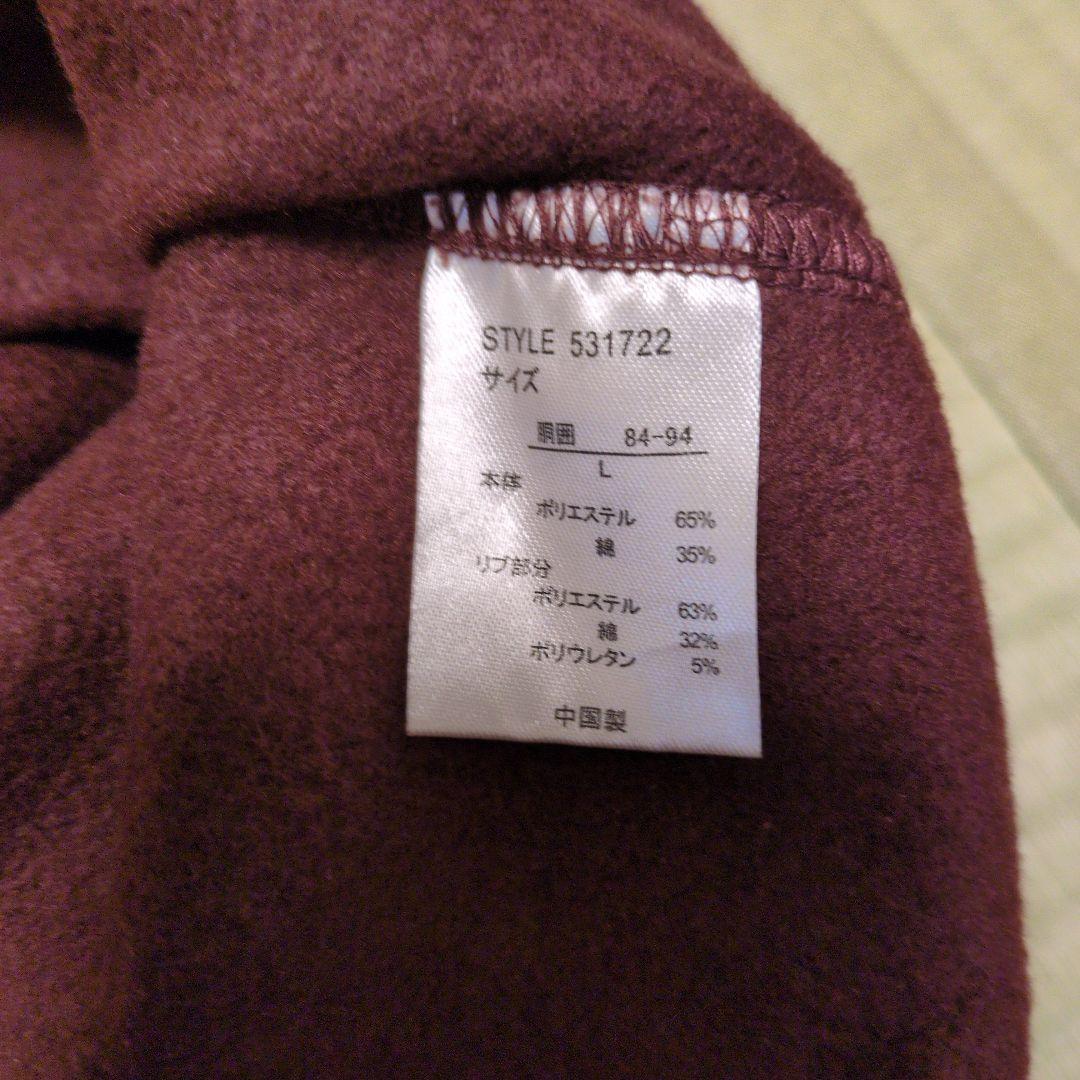 STYLE 531722
サイズ
胴囲 84-94
L
本体
ポリエステル 65%
綿 35%
リブ部分
ポリエステル 63%
綿 32%
ポリウレタン 5%
中国製